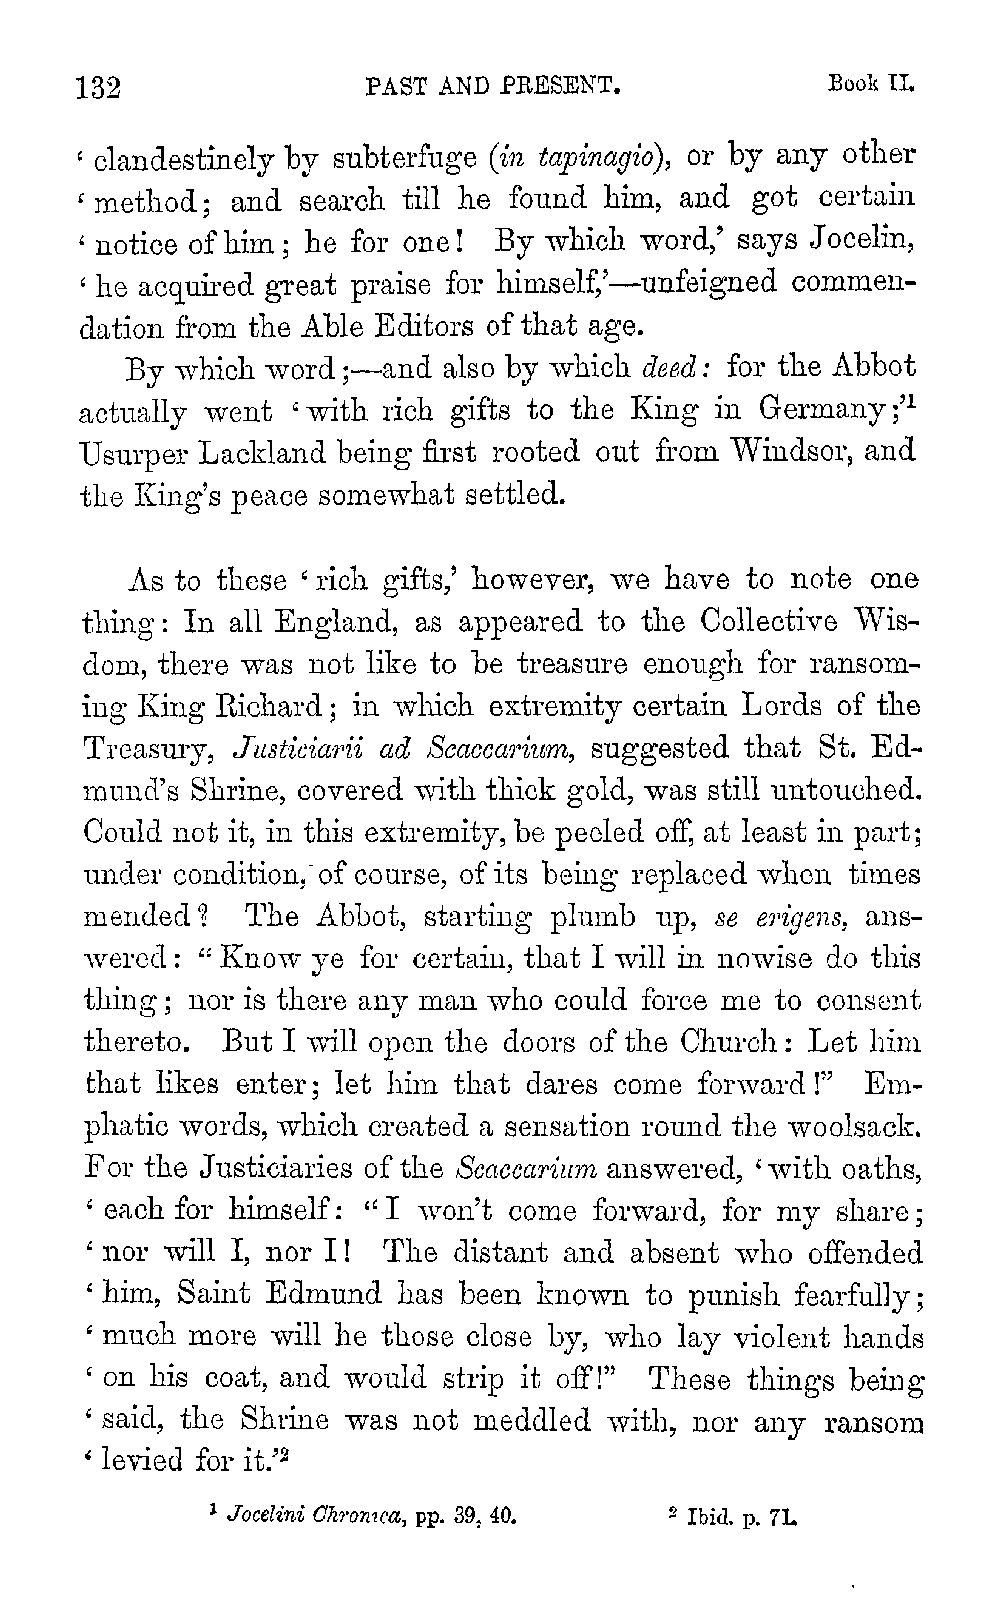 132 PAST AND PRESENT. Book II.
‘ clandestinely by subterfuge (in tapinagio), or by any other
‘ method; and search till he found him, and got certain
‘ notice of him; he for one! By which word,’ says Jocelin,
‘ he acquired great praise for himself,’—unfeigned commen-
dation from the Able Editors of that age.
By which word;—and also by which deed: for the Abbot
actually went ‘with rich gifts to the King in Germany;’¹
Usurper Lackland being first rooted out from Windsor, and
the King’s peace somewhat settled.
As to these ‘rich gifts,’ however, we have to note one
thing: In all England, as appeared to the Collective Wis-
dom, there was not like to be treasure enough for ransom-
ing King Richard; in which extremity certain Lords of the
Treasury, Justiciarii ad Scaccarium, suggested that St. Ed-
mund’s Shrine, covered with thick gold, was still untouched.
Could not it, in this extremity, be peeled off, at least in part;
under condition, of course, of its being replaced when times
mended? The Abbot, starting plumb up, se erigens, ans-
wered: “Know ye for certain, that I will in nowise do this
thing; nor is there any man who could force me to consent
thereto. But I will open the doors of the Church: Let him
that likes enter; let him that dares come forward!” Em-
phatic words, which created a sensation round the woolsack.
For the Justiciaries of the Scaccarium answered, ‘with oaths,
‘ each for himself: “I won’t come forward, for my share;
‘ nor will I, nor I! The distant and absent who offended
‘ him, Saint Edmund has been known to punish fearfully;
‘ much more will he those close by, who lay violent hands
‘ on his coat, and would strip it off!” These things being
‘ said, the Shrine was not meddled with, nor any ransom
‘ levied for it.’²
¹ Jocelini Chronica, pp. 39, 40. ² Ibid. p. 71.